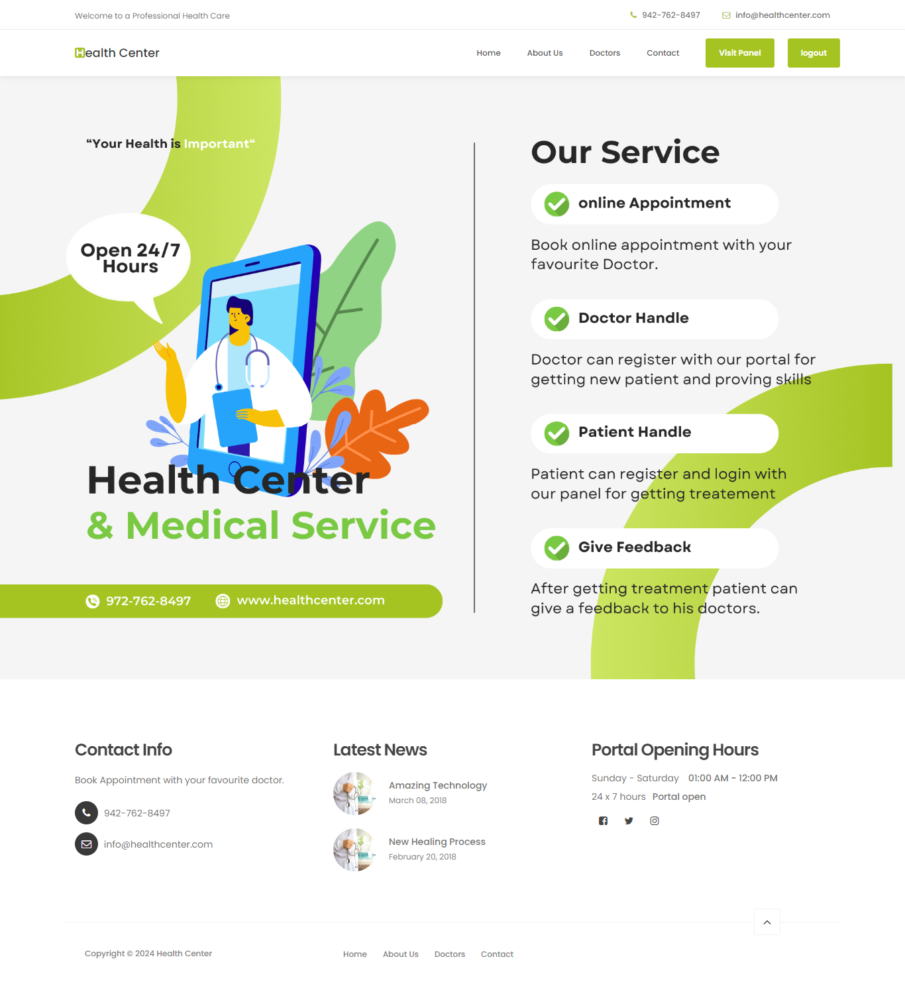 Welcome to a Professional Health Care
942-762-8497
info@healthcenter.com
Health Center
Home
About Us
Doctors
Contact
Visit Panel
logout
“Your Health is Important“
Open 24/7
Hours
Health Center
& Medical Service
972-762-8497
www.healthcenter.com
Our Service
online Appointment
Book online appointment with your
favourite Doctor.
Doctor Handle
Doctor can register with our portal for
getting new patient and proving skills
Patient Handle
Patient can register and login with
our panel for getting treatement
Give Feedback
After getting treatment patient can
give a feedback to his doctors.
Contact Info
Book Appointment with your favourite doctor.
942-762-8497
info@healthcenter.com
Latest News
Amazing Technology
March 08, 2018
New Healing Process
February 20, 2018
Portal Opening Hours
Sunday - Saturday 01:00 AM - 12:00 PM
24 x 7 hours Portal open
Copyright © 2024 Health Center
Home
About Us
Doctors
Contact